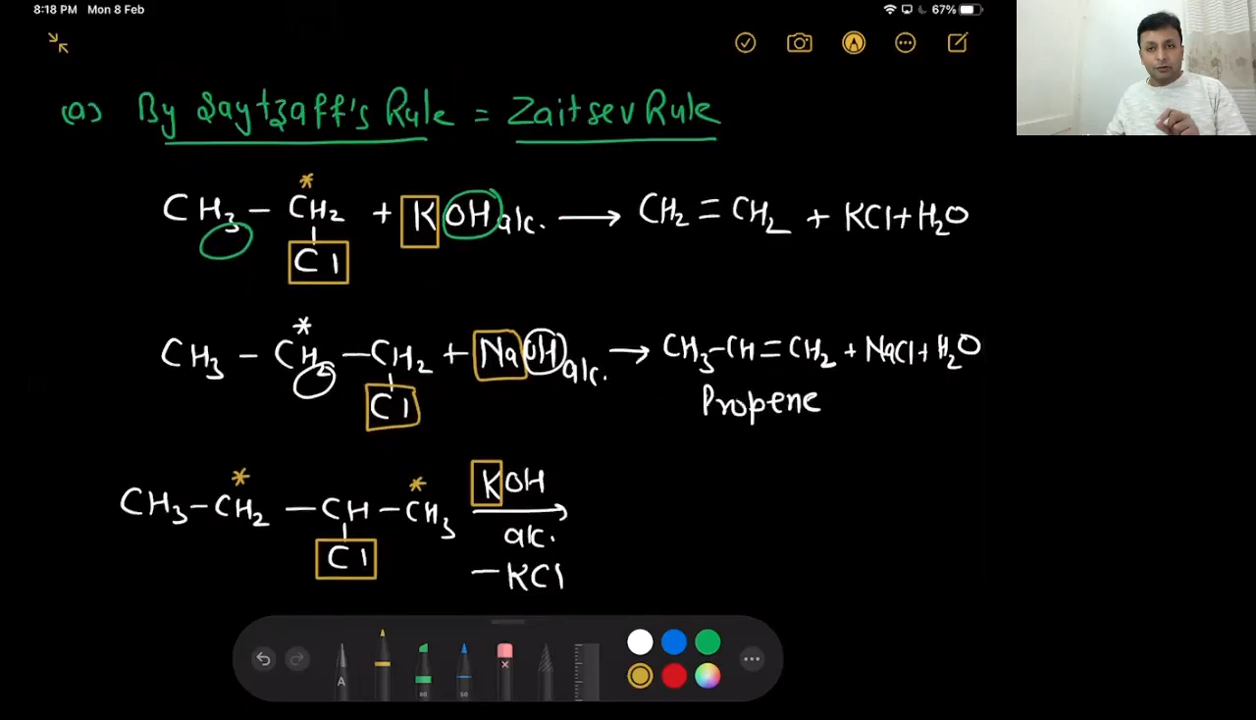 8:18 PM Mon 8 Feb 67%
(a) By Saytzaff's Rule = Zaitsev Rule
*
CH3 – CH2 + KOH alc. ⟶ CH2 = CH2 + KCl + H2O
Cl
*
CH3 – CH2 – CH2 + NaOH alc. ⟶ CH3–CH=CH2 + NaCl + H2O
Cl
Propene
* *
CH3–CH2 – CH – CH3 KOH
alc.
Cl
–KCl
A 80 50